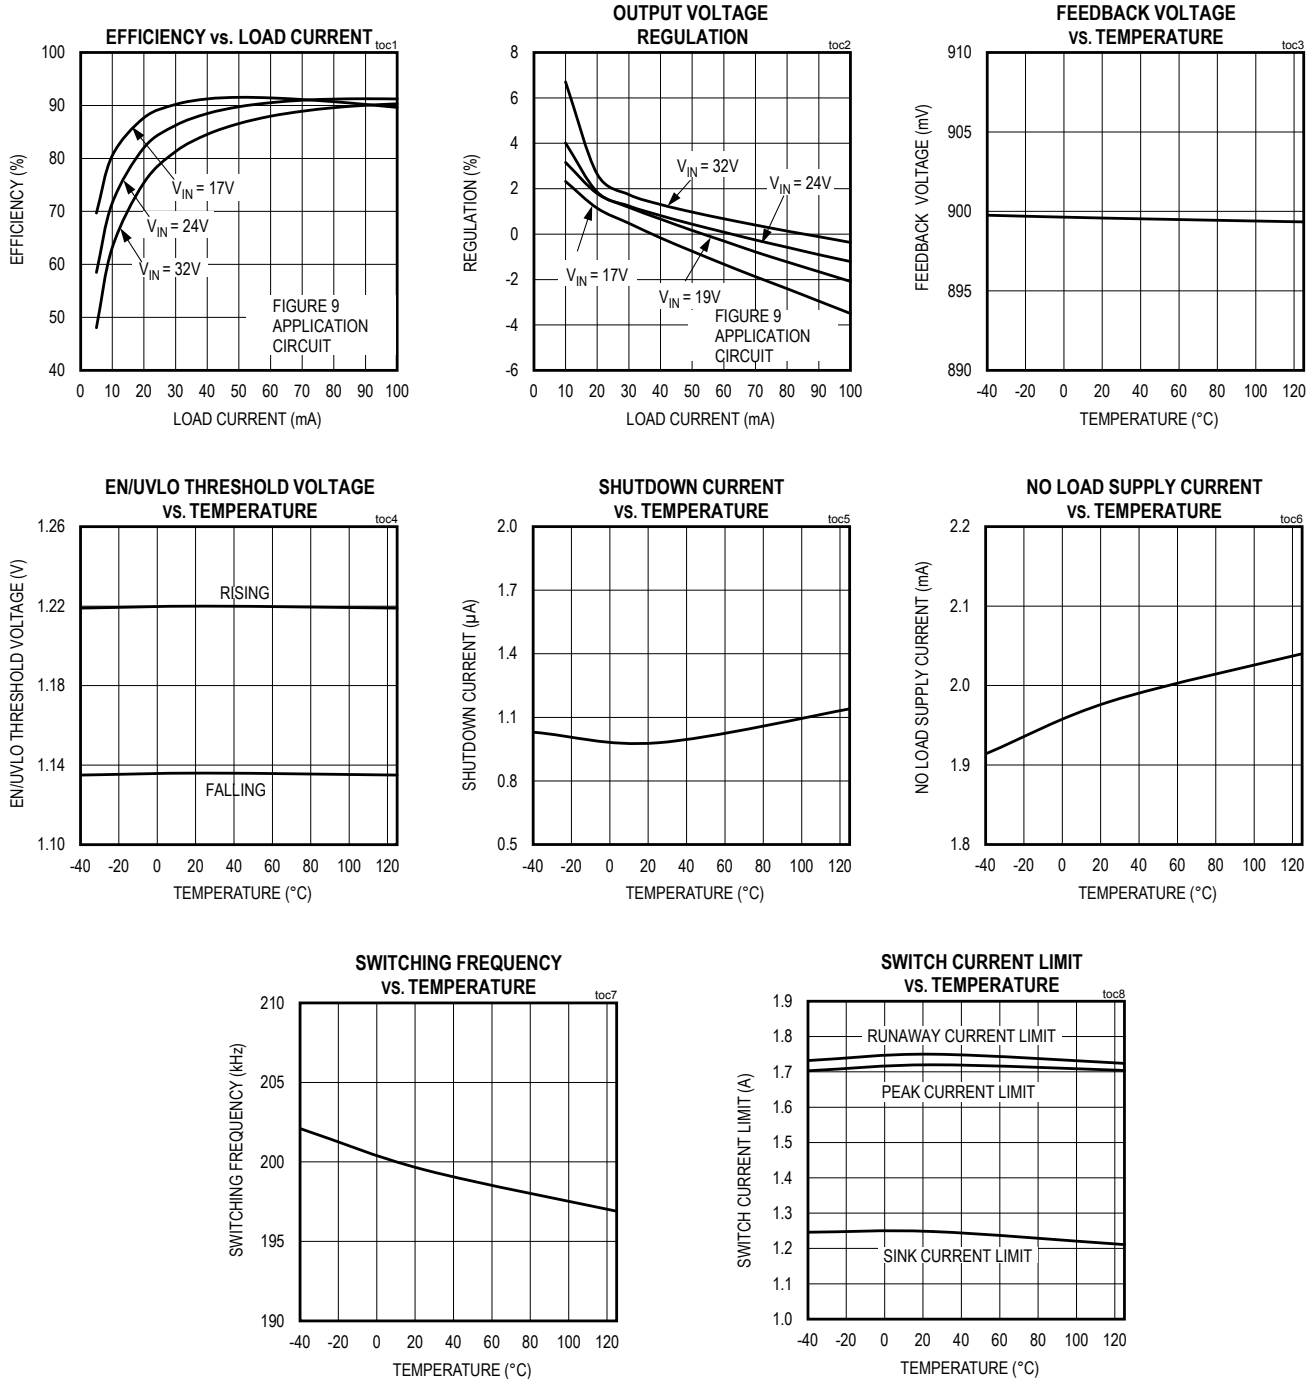 EFFICIENCY vs. LOAD CURRENT
toc1
100
90
80
70
60
50
40
EFFICIENCY (%)
VIN = 17V
VIN = 24V
VIN = 32V
FIGURE 9
APPLICATION
CIRCUIT
0 10 20 30 40 50 60 70 80 90 100
LOAD CURRENT (mA)
OUTPUT VOLTAGE
REGULATION
toc2
8
6
4
2
0
-2
-4
-6
REGULATION (%)
VIN = 32V
VIN = 24V
VIN = 17V
VIN = 19V
FIGURE 9
APPLICATION
CIRCUIT
0 10 20 30 40 50 60 70 80 90 100
LOAD CURRENT (mA)
FEEDBACK VOLTAGE
vs. TEMPERATURE
toc3
910
905
900
895
890
FEEDBACK VOLTAGE (mV)
-40 -20 0 20 40 60 80 100 120
TEMPERATURE (°C)
EN/UVLO THRESHOLD VOLTAGE
vs. TEMPERATURE
toc4
1.26
1.22
1.18
1.14
1.10
EN/UVLO THRESHOLD VOLTAGE (V)
RISING
FALLING
-40 -20 0 20 40 60 80 100 120
TEMPERATURE (°C)
SHUTDOWN CURRENT
vs. TEMPERATURE
toc5
2.0
1.7
1.4
1.1
0.8
0.5
SHUTDOWN CURRENT (µA)
-40 -20 0 20 40 60 80 100 120
TEMPERATURE (°C)
NO LOAD SUPPLY CURRENT
vs. TEMPERATURE
toc6
2.2
2.1
2.0
1.9
1.8
NO LOAD SUPPLY CURRENT (mA)
-40 -20 0 20 40 60 80 100 120
TEMPERATURE (°C)
SWITCHING FREQUENCY
vs. TEMPERATURE
toc7
210
205
200
195
190
SWITCHING FREQUENCY (kHz)
-40 -20 0 20 40 60 80 100 120
TEMPERATURE (°C)
SWITCH CURRENT LIMIT
vs. TEMPERATURE
toc8
1.9
1.8
1.7
1.6
1.5
1.4
1.3
1.2
1.1
1.0
SWITCH CURRENT LIMIT (A)
RUNAWAY CURRENT LIMIT
PEAK CURRENT LIMIT
SINK CURRENT LIMIT
-40 -20 0 20 40 60 80 100 120
TEMPERATURE (°C)